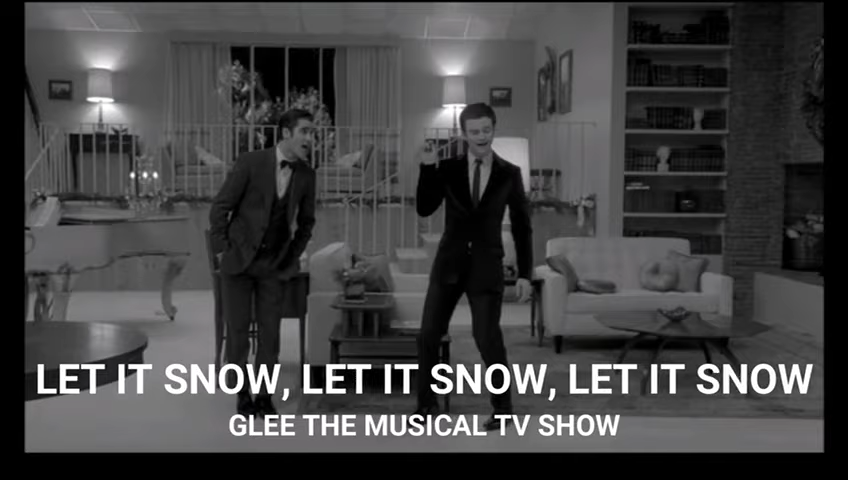 LET IT SNOW, LET IT SNOW, LET IT SNOW
GLEE THE MUSICAL TV SHOW